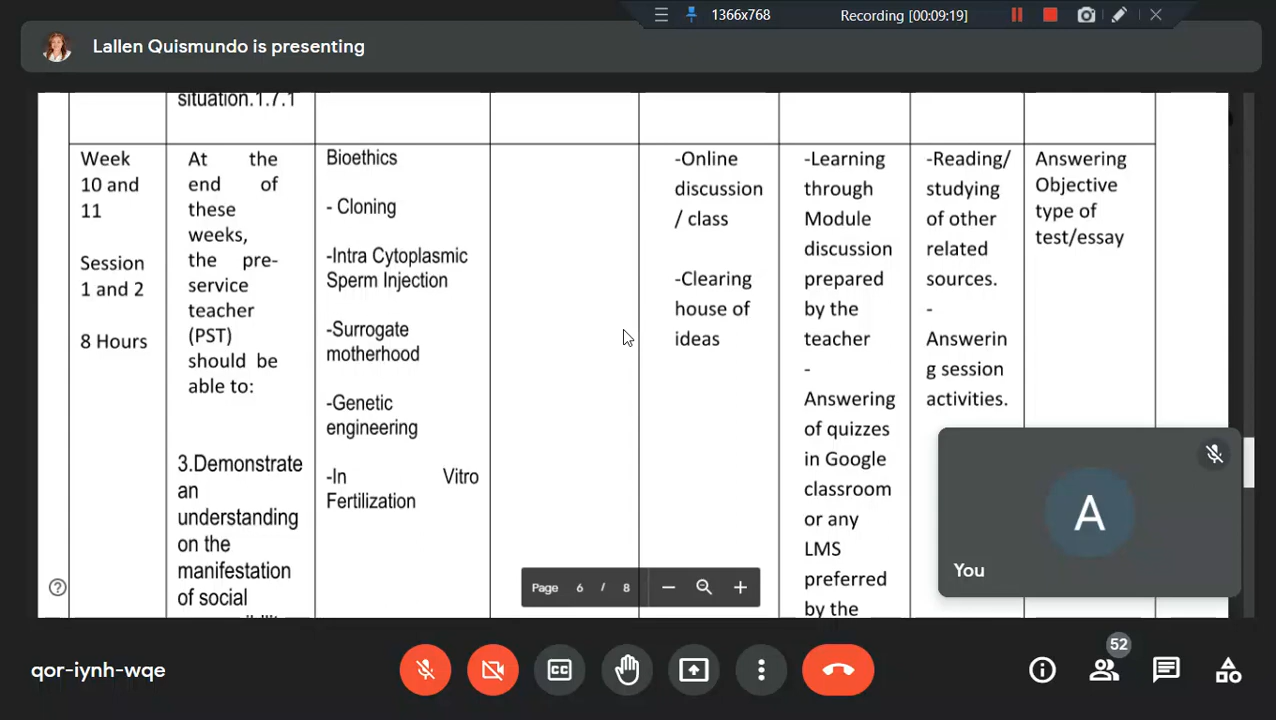 1366x768
Recording [00:09:19]
Lallen Quismundo is presenting
situation.1.7.1
Week
10 and
11
Session
1 and 2
8 Hours
At the
end of
these
weeks,
the pre-
service
teacher
(PST)
should be
able to:
3.Demonstrate
an
understanding
on the
manifestation
of social
Bioethics
- Cloning
-Intra Cytoplasmic
Sperm Injection
-Surrogate
motherhood
-Genetic
engineering
-In Vitro
Fertilization
-Online
discussion
/ class
-Clearing
house of
ideas
-Learning
through
Module
discussion
prepared
by the
teacher
-
Answering
of quizzes
in Google
classroom
or any
LMS
preferred
by the
-Reading/
studying
of other
related
sources.
-
Answerin
g session
activities.
Answering
Objective
type of
test/essay
Page 6 / 8
A
You
qor-iynh-wqe
CC
52